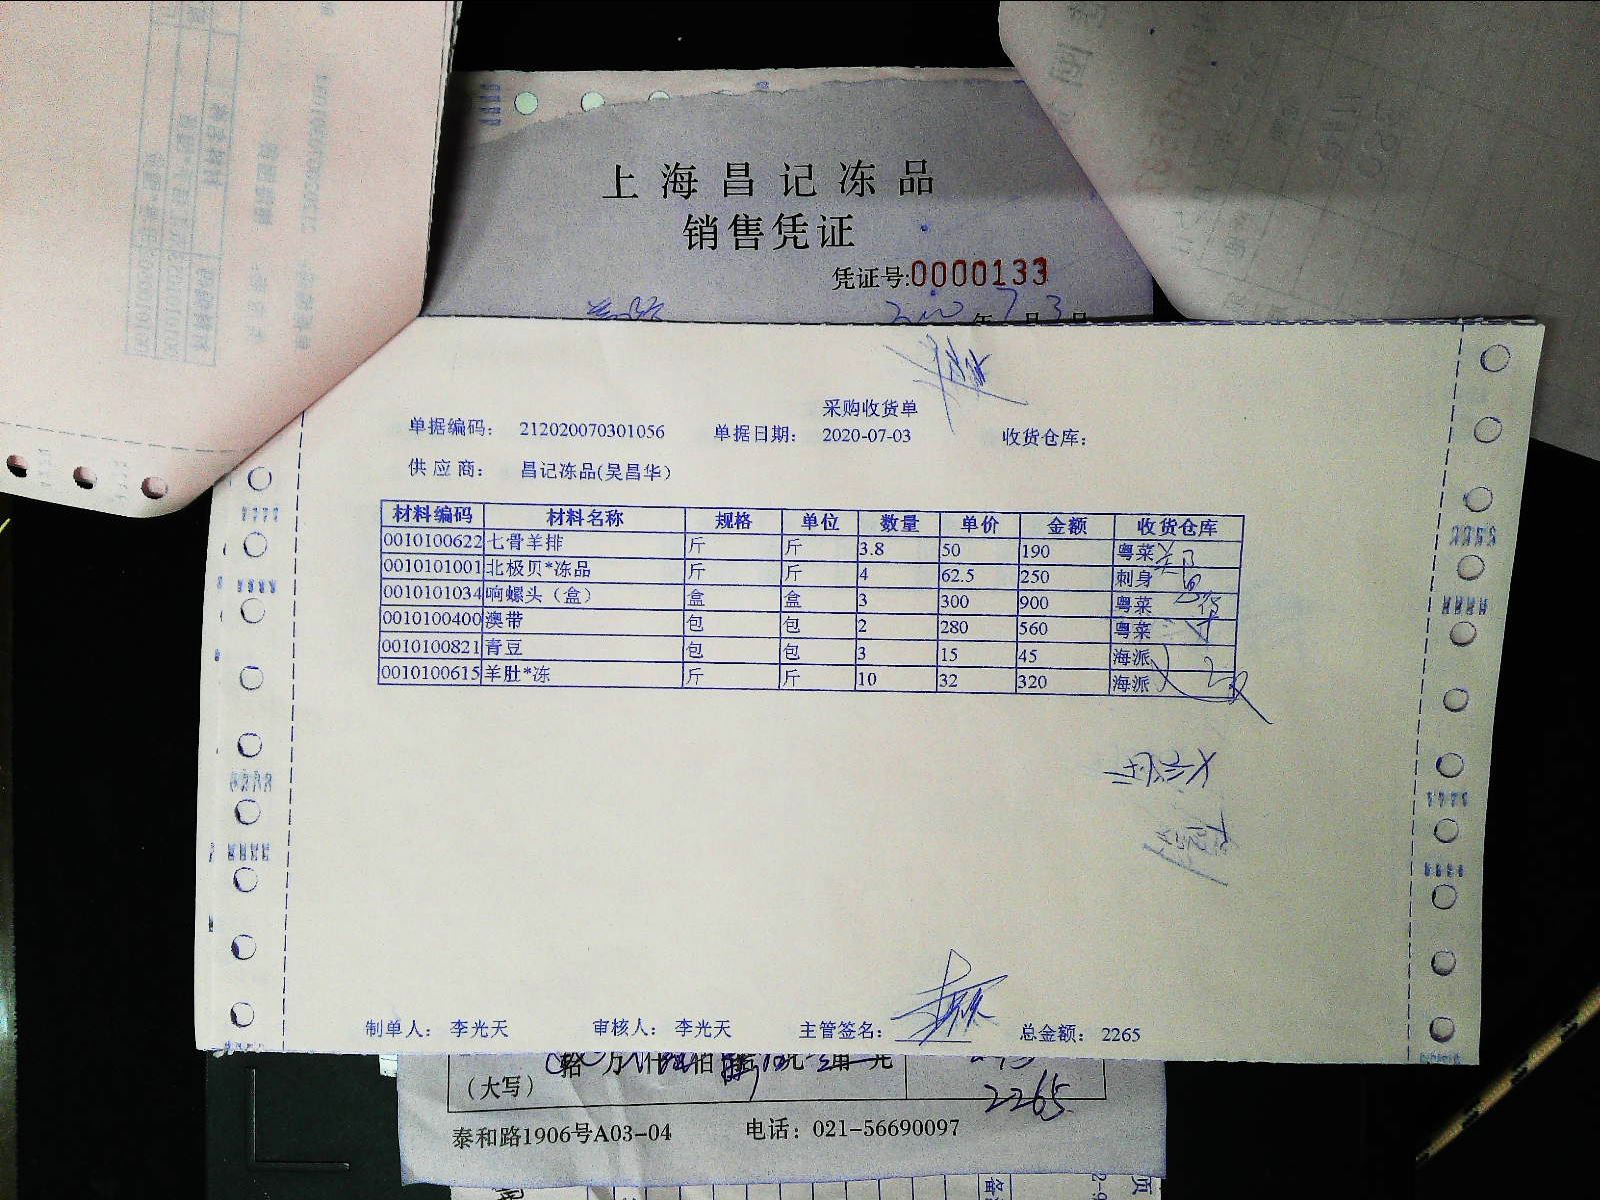 上海昌记冻品
销售凭证
凭证号:0000133
采购收货单
单据编码： 212020070301056 单据日期： 2020-07-03 收货仓库：
供应商： 昌记冻品(吴昌华)
材料编码 材料名称 规格 单位 数量 单价 金额 收货仓库
0010100622 七骨羊排 斤 斤 3.8 50 190 粤菜
0010101001 北极贝*冻品 斤 斤 4 62.5 250 刺身
0010101034 响螺头（盒） 盒 盒 3 300 900 粤菜
0010100400 澳带 包 包 2 280 560 粤菜
0010100821 青豆 包 包 3 15 45 海派
0010100615 羊肚*冻 斤 斤 10 32 320 海派
制单人： 李光天 审核人： 李光天 主管签名： 总金额： 2265
（大写）
2265
泰和路1906号A03-04 电话：021-56690097